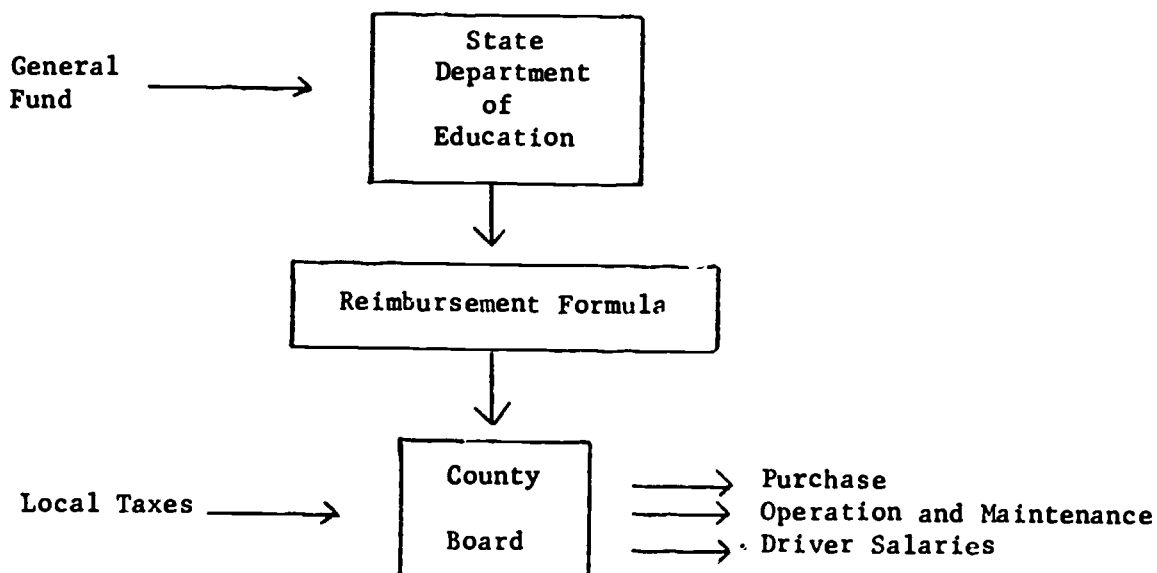 State
Department
of
Education
General
Fund
Reimbursement Formula
County
Board
Local Taxes
Purchase
Operation and Maintenance
Driver Salaries